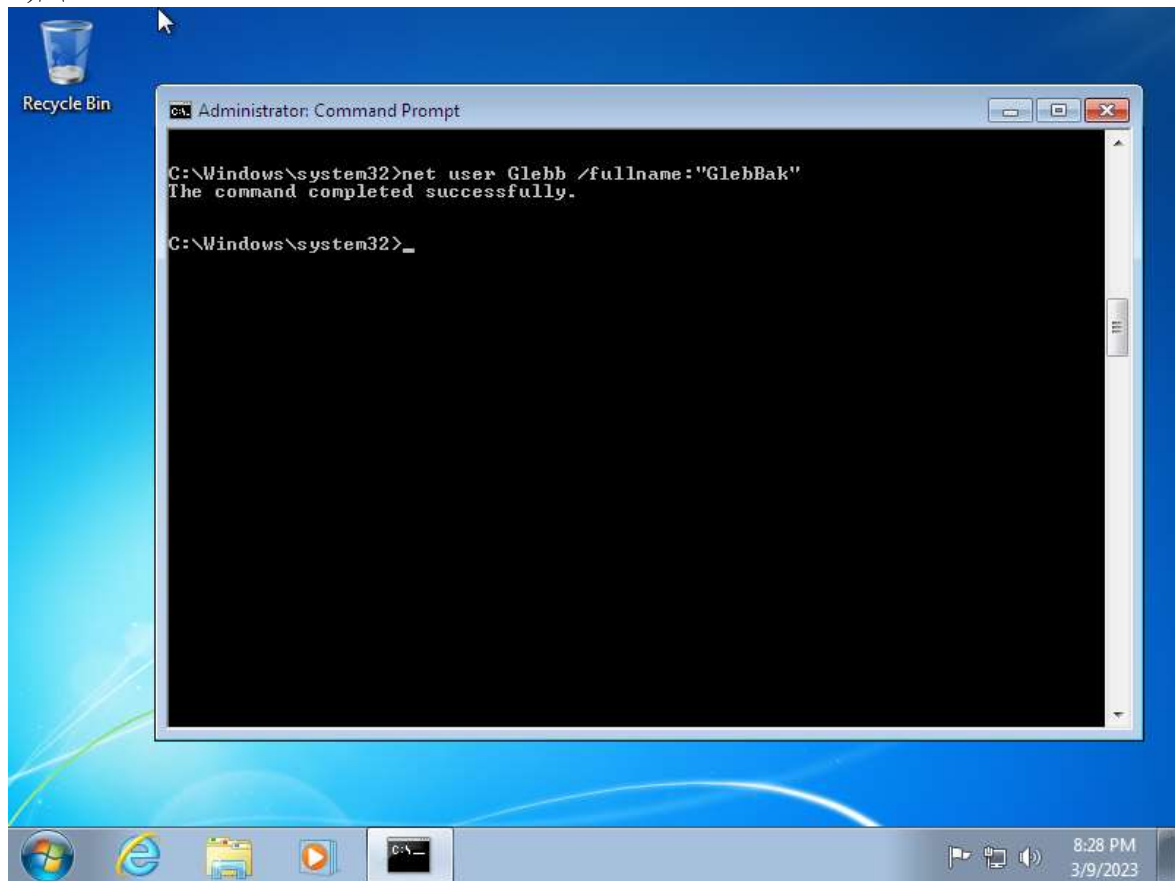 Recycle Bin
Administrator: Command Prompt
C:\Windows\system32>net user Glebb /fullname:"GlebBak"
The command completed successfully.
C:\Windows\system32>_
8:28 PM
3/9/2023